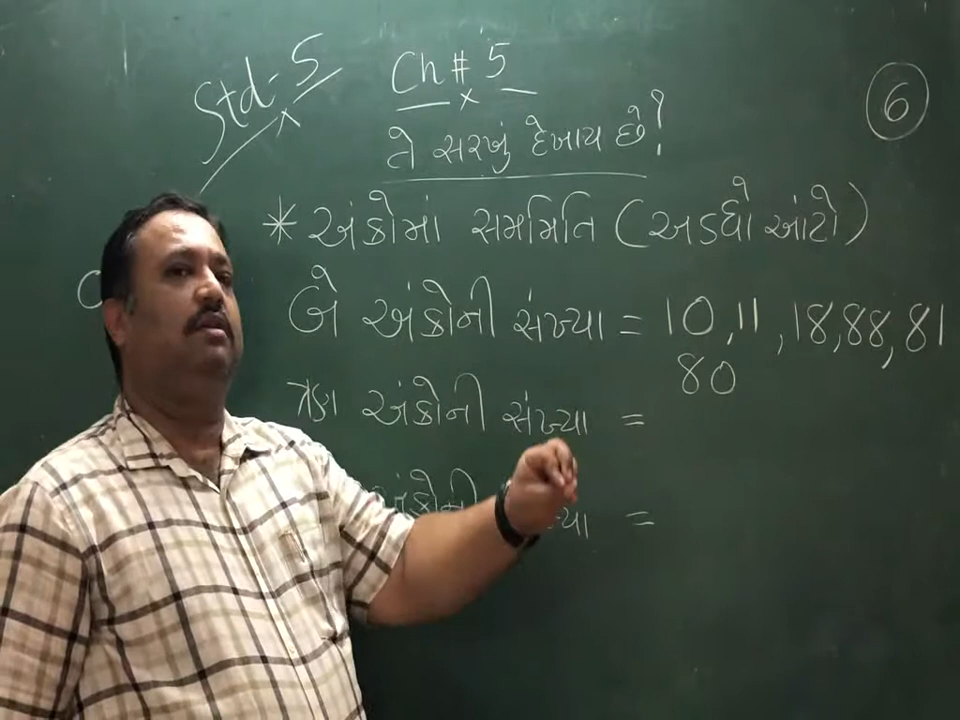 Std - 5
Ch # 5
6
તે સરખું દેખાય છે!
* અંકોમાં સમમિતિ (અડધો આંટો)
બે અંકોની સંખ્યા = 10, 11, 18, 88, 81
80
ત્રણ અંકોની સંખ્યા =
અંકોની =